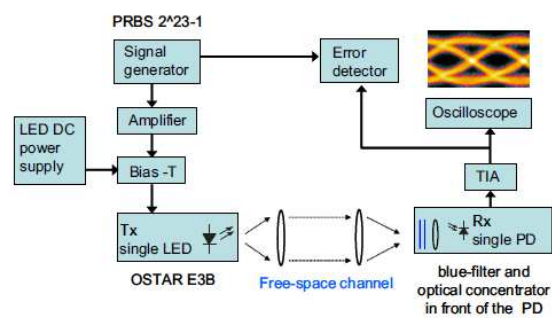 PRBS 2^23-1
Signal
generator
Error
detector
Oscilloscope
Amplifier
LED DC
power
supply
Bias -T
TIA
Tx
single LED
Rx
single PD
OSTAR E3B
Free-space channel
blue-filter and
optical concentrator
in front of the PD